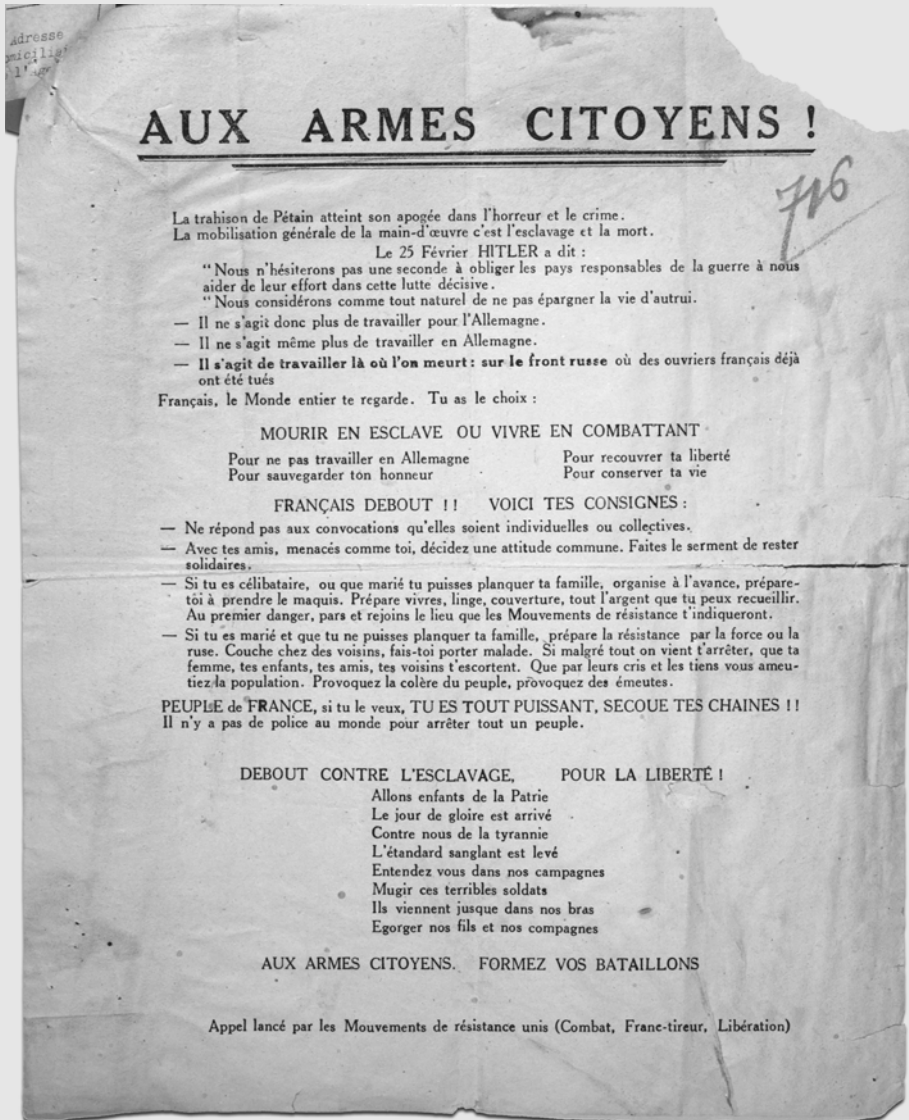 adresse
AUX ARMES CITOYENS !
716
La trahison de Pétain atteint son apogée dans l'horreur et le crime.
La mobilisation générale de la main-d'œuvre c'est l'esclavage et la mort.
Le 25 Février HITLER a dit :
" Nous n'hésiterons pas une seconde à obliger les pays responsables de la guerre à nous
aider de leur effort dans cette lutte décisive.
" Nous considérons comme tout naturel de ne pas épargner la vie d'autrui.
— Il ne s'agit donc plus de travailler pour l'Allemagne.
— Il ne s'agit même plus de travailler en Allemagne.
— Il s'agit de travailler là où l'on meurt : sur le front russe où des ouvriers français déjà
ont été tués
Français, le Monde entier te regarde. Tu as le choix :
MOURIR EN ESCLAVE OU VIVRE EN COMBATTANT
Pour ne pas travailler en Allemagne Pour recouvrer ta liberté
Pour sauvegarder ton honneur Pour conserver ta vie
FRANÇAIS DEBOUT ! ! VOICI TES CONSIGNES :
— Ne répond pas aux convocations qu'elles soient individuelles ou collectives.
— Avec tes amis, menacés comme toi, décidez une attitude commune. Faites le serment de rester
solidaires.
— Si tu es célibataire, ou que marié tu puisses planquer ta famille, organise à l'avance, prépare-
toi à prendre le maquis. Prépare vivres, linge, couverture, tout l'argent que tu peux recueillir.
Au premier danger, pars et rejoins le lieu que les Mouvements de résistance t'indiqueront.
— Si tu es marié et que tu ne puisses planquer ta famille, prépare la résistance par la force ou la
ruse. Couche chez des voisins, fais-toi porter malade. Si malgré tout on vient t'arrêter, que ta
femme, tes enfants, tes amis, tes voisins t'escortent. Que par leurs cris et les tiens vous ameu-
tiez la population. Provoquez la colère du peuple, provoquez des émeutes.
PEUPLE de FRANCE, si tu le veux, TU ES TOUT PUISSANT, SECOUE TES CHAINES ! !
Il n'y a pas de police au monde pour arrêter tout un peuple.
DEBOUT CONTRE L'ESCLAVAGE, POUR LA LIBERTÉ !
Allons enfants de la Patrie
Le jour de gloire est arrivé
Contre nous de la tyrannie
L'étandard sanglant est levé
Entendez vous dans nos campagnes
Mugir ces terribles soldats
Ils viennent jusque dans nos bras
Egorger nos fils et nos compagnes
AUX ARMES CITOYENS. FORMEZ VOS BATAILLONS
Appel lancé par les Mouvements de résistance unis (Combat, Franc-tireur, Libération)